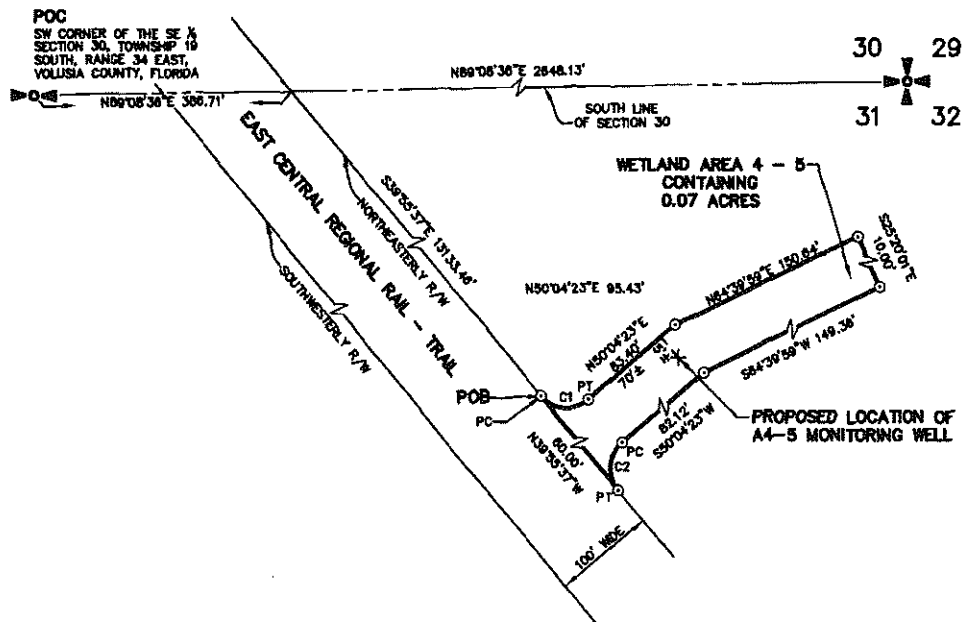 POC
SW CORNER OF THE SE ¼
SECTION 30, TOWNSHIP 19
SOUTH, RANGE 34 EAST,
VOLUSIA COUNTY, FLORIDA
30 29
31 32
N89°08'38"E 2648.13'
N89°08'38"E 386.71'
SOUTH LINE
OF SECTION 30
EAST CENTRAL REGIONAL RAIL - TRAIL
NORTHEASTERLY R/W
S39°55'37"E 13133.46'
SOUTHWESTERLY R/W
WETLAND AREA 4 - 5
CONTAINING
0.07 ACRES
S25°20'01"E
10.00'
N64°39'59"E 150.64'
N50°04'23"E 95.43'
N50°04'23"E
83.40'
70'±
S64°39'59"W 149.36'
POB
PC
C1
PT
PROPOSED LOCATION OF
A4-5 MONITORING WELL
82.12'
S50°04'23"W
60.00'
N39°55'37"W
PC
C2
PT
100' WIDE